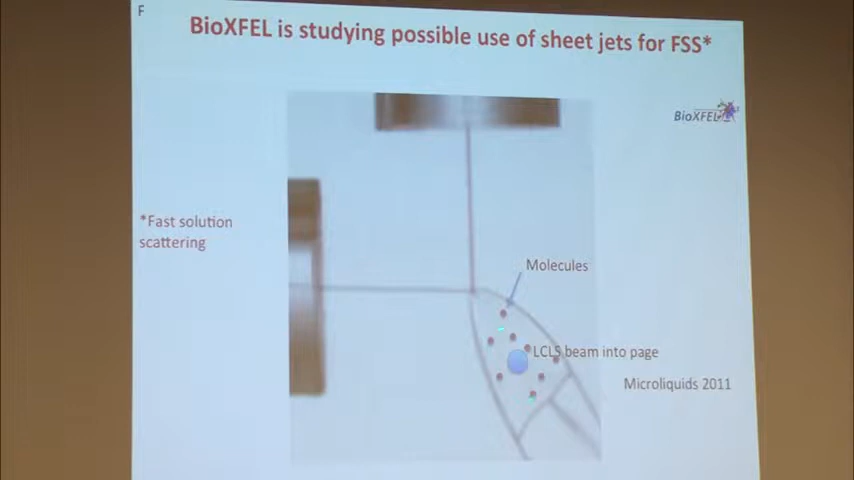 F
BioXFEL is studying possible use of sheet jets for FSS*
BioXFEL
*Fast solution
scattering
Molecules
LCLS beam into page
Microliquids 2011